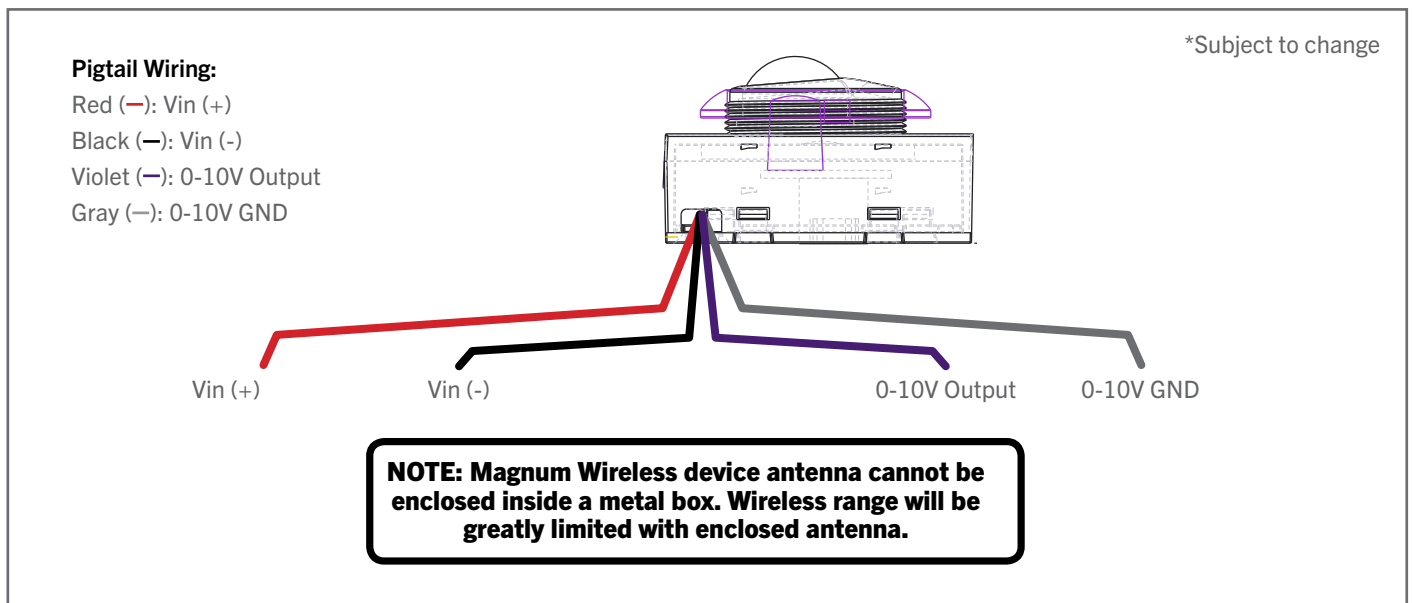 *Subject to change
Pigtail Wiring:
Red (—): Vin (+)
Black (—): Vin (-)
Violet (—): 0-10V Output
Gray (—): 0-10V GND
Vin (+)
Vin (-)
0-10V Output
0-10V GND
NOTE: Magnum Wireless device antenna cannot be
enclosed inside a metal box. Wireless range will be
greatly limited with enclosed antenna.